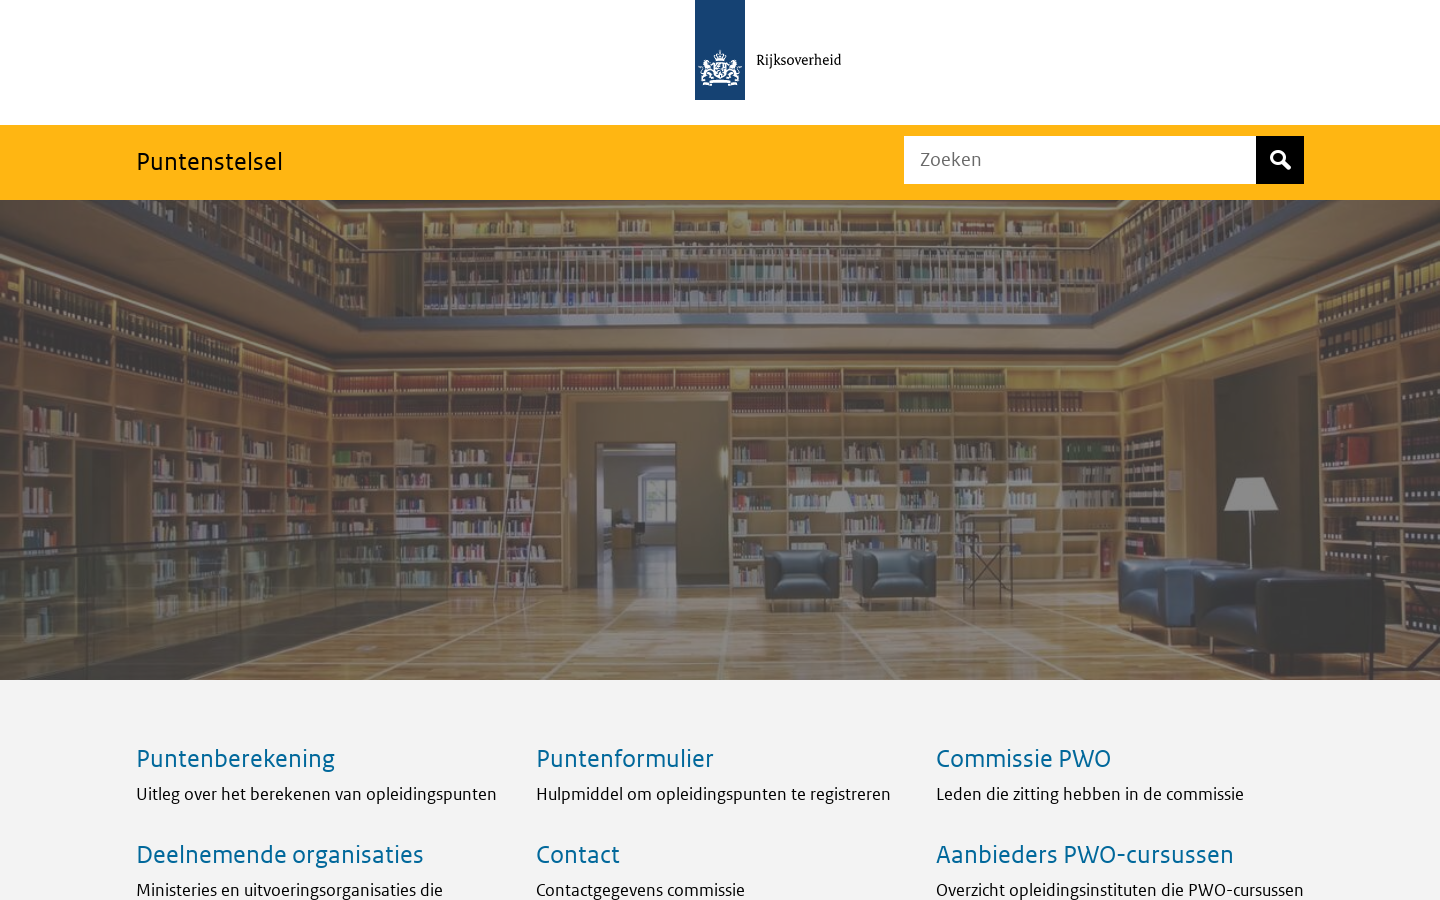 Rijksoverheid
Puntenstelsel
Zoeken
Puntenberekening
Uitleg over het berekenen van opleidingspunten
Puntenformulier
Hulpmiddel om opleidingspunten te registreren
Commissie PWO
Leden die zitting hebben in de commissie
Deelnemende organisaties
Ministeries en uitvoeringsorganisaties die
Contact
Contactgegevens commissie
Aanbieders PWO-cursussen
Overzicht opleidingsinstituten die PWO-cursussen